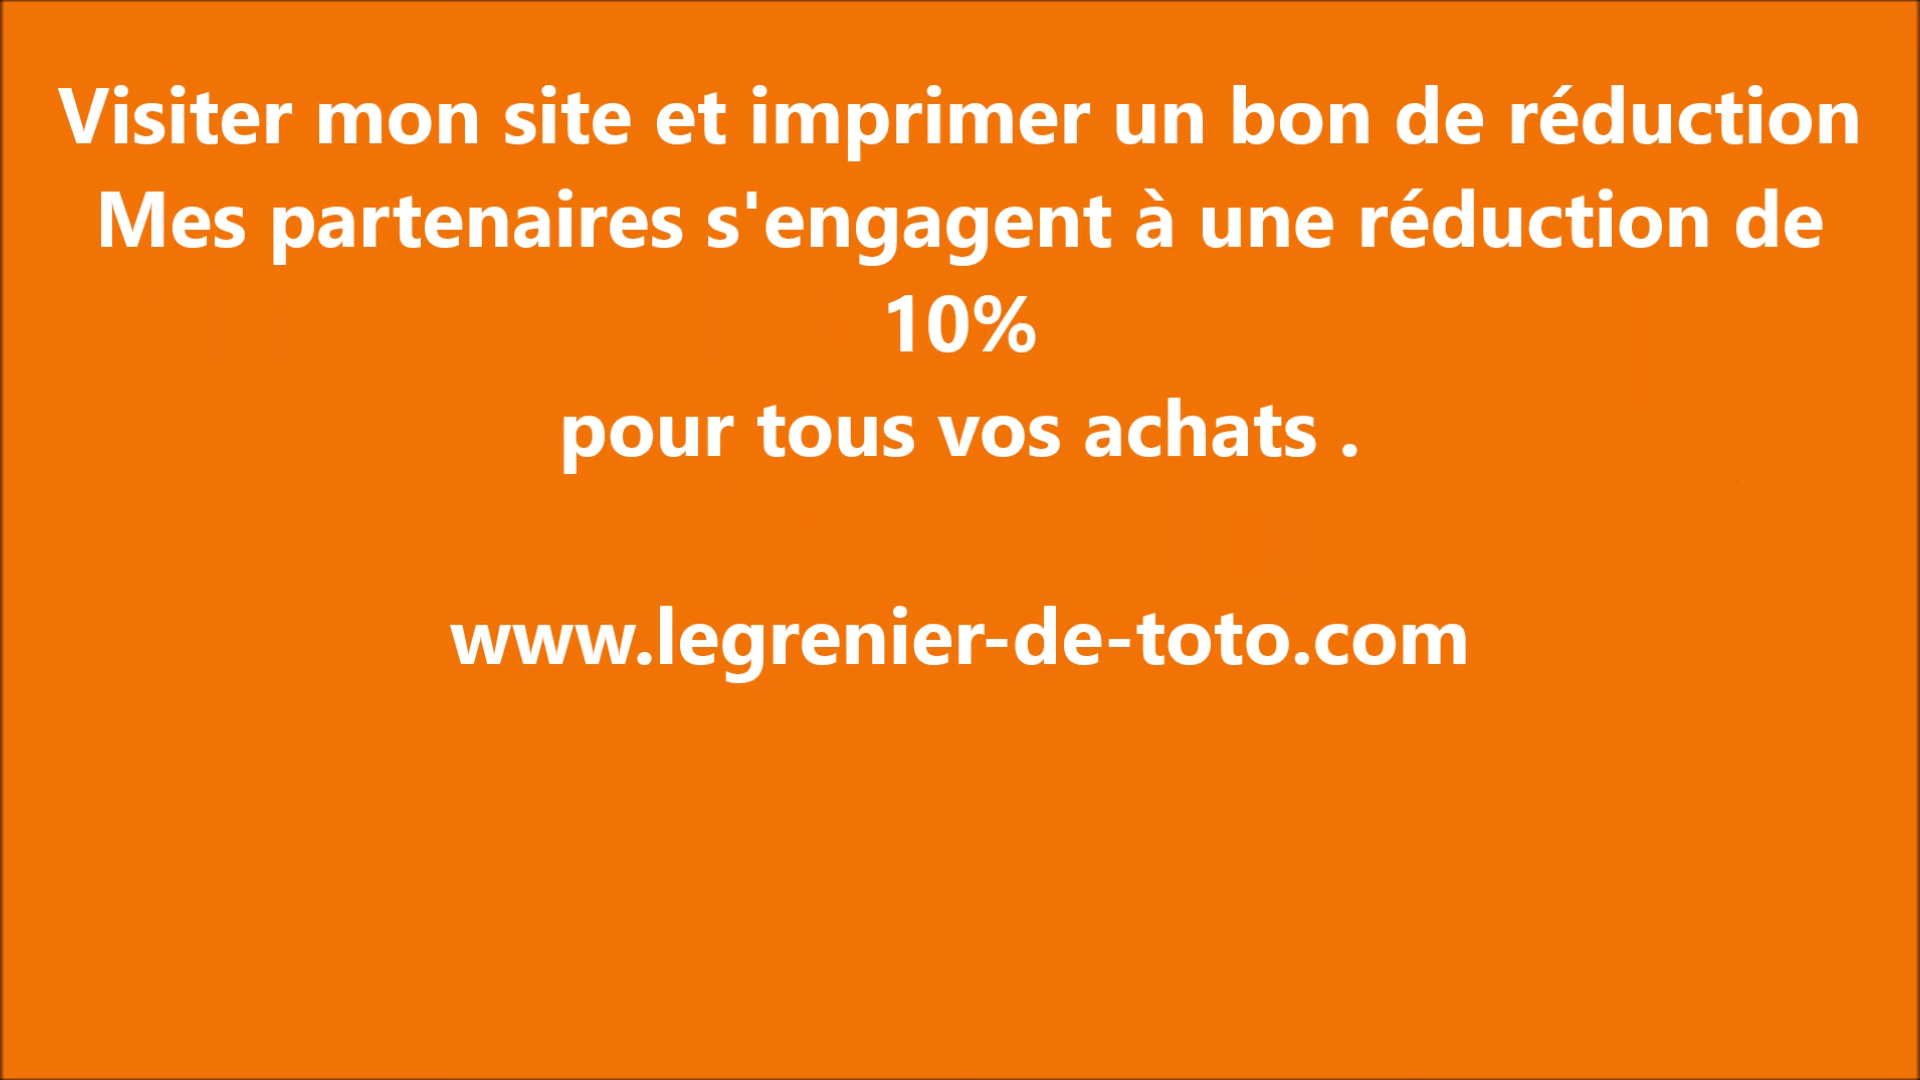 Visiter mon site et imprimer un bon de réduction
Mes partenaires s'engagent à une réduction de
10%
pour tous vos achats .
www.legrenier-de-toto.com